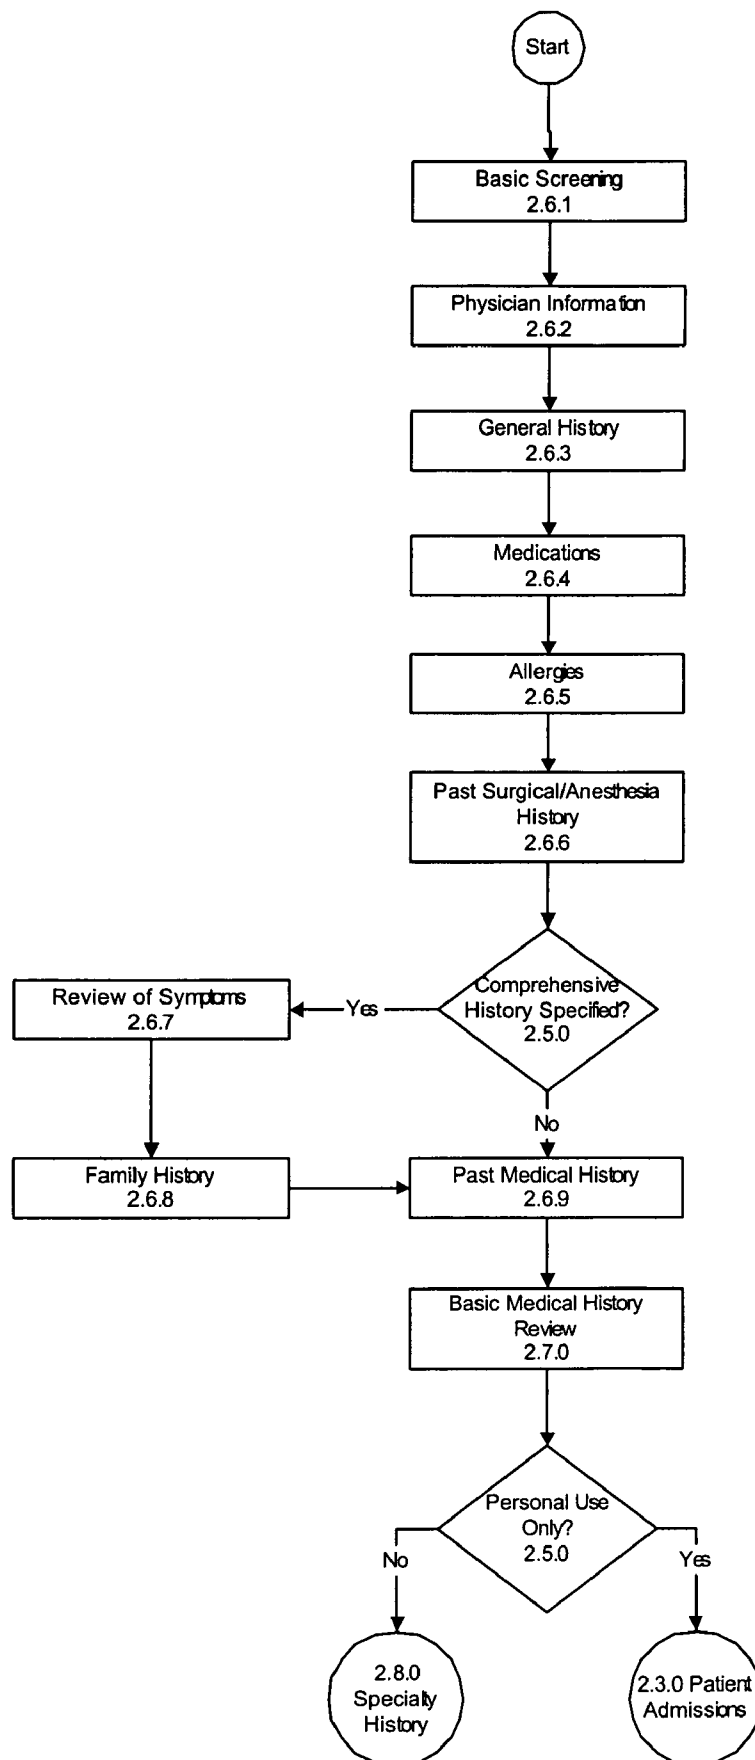 Start
Basic Screening
2.6.1
Physician Information
2.6.2
General History
2.6.3
Medications
2.6.4
Allergies
2.6.5
Past Surgical/Anesthesia
History
2.6.6
Comprehensive
History Specified?
2.5.0
Yes
Review of Symptoms
2.6.7
No
Family History
2.6.8
Past Medical History
2.6.9
Basic Medical History
Review
2.7.0
Personal Use
Only?
2.5.0
No
Yes
2.8.0
Specialty
History
2.3.0 Patient
Admissions